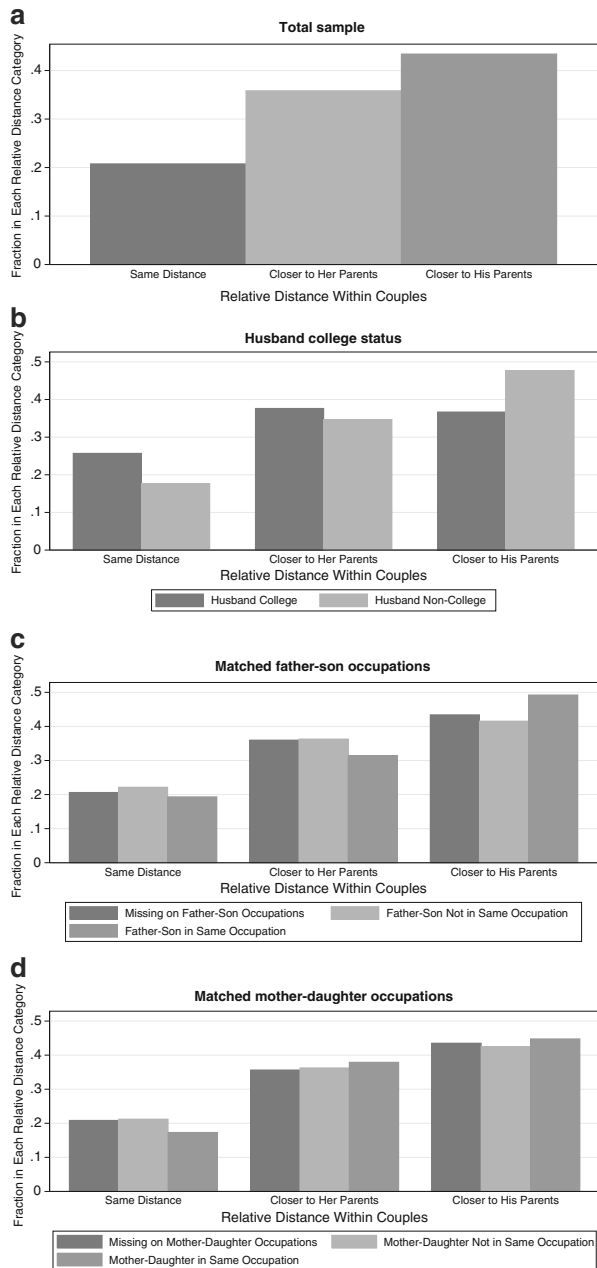 a
Total sample
Fraction in Each Relative Distance Category
.4
.3
.2
.1
0
Same Distance
Closer to Her Parents
Closer to His Parents
Relative Distance Within Couples
b
Husband college status
Fraction in Each Relative Distance Category
.5
.4
.3
.2
.1
0
Same Distance
Closer to Her Parents
Closer to His Parents
Relative Distance Within Couples
Husband College
Husband Non-College
c
Matched father-son occupations
Fraction in Each Relative Distance Category
.5
.4
.3
.2
.1
0
Same Distance
Closer to Her Parents
Closer to His Parents
Relative Distance Within Couples
Missing on Father-Son Occupations
Father-Son Not in Same Occupation
Father-Son in Same Occupation
d
Matched mother-daughter occupations
Fraction in Each Relative Distance Category
.5
.4
.3
.2
.1
0
Same Distance
Closer to Her Parents
Closer to His Parents
Relative Distance Within Couples
Missing on Mother-Daughter Occupations
Mother-Daughter Not in Same Occupation
Mother-Daughter in Same Occupation